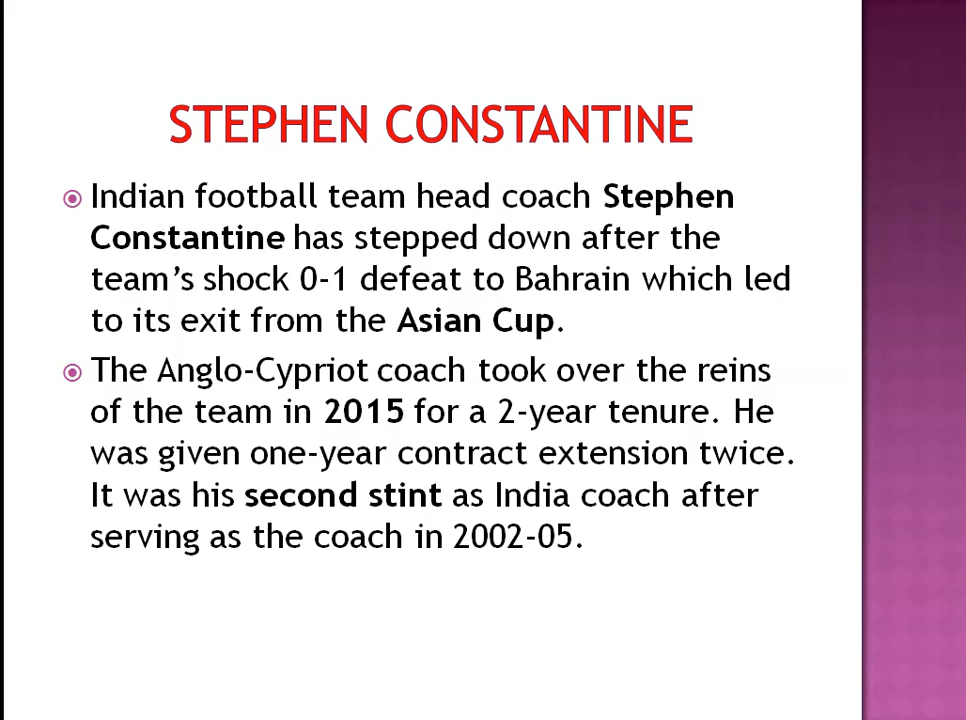 STEPHEN CONSTANTINE
Indian football team head coach Stephen
Constantine has stepped down after the
team’s shock 0-1 defeat to Bahrain which led
to its exit from the Asian Cup.
The Anglo-Cypriot coach took over the reins
of the team in 2015 for a 2-year tenure. He
was given one-year contract extension twice.
It was his second stint as India coach after
serving as the coach in 2002-05.